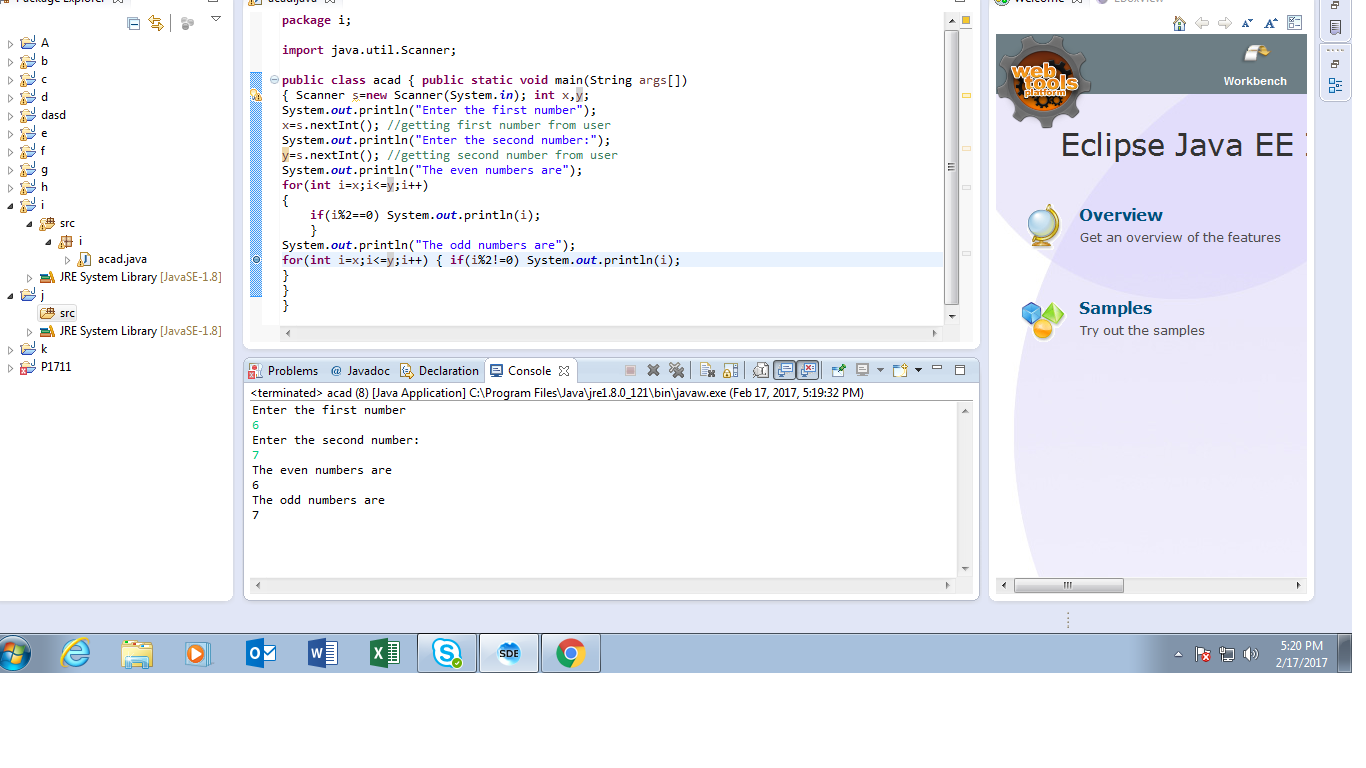 Package Explorer
A
b
c
d
dasd
e
f
g
h
i
src
i
acad.java
JRE System Library [JavaSE-1.8]
j
src
JRE System Library [JavaSE-1.8]
k
P1711
acad.java
package i;
import java.util.Scanner;
public class acad { public static void main(String args[])
{ Scanner s=new Scanner(System.in); int x,y;
System.out.println("Enter the first number");
x=s.nextInt(); //getting first number from user
System.out.println("Enter the second number:");
y=s.nextInt(); //getting second number from user
System.out.println("The even numbers are");
for(int i=x;i<=y;i++)
{
if(i%2==0) System.out.println(i);
}
System.out.println("The odd numbers are");
for(int i=x;i<=y;i++) { if(i%2!=0) System.out.println(i);
}
}
}
Problems @ Javadoc Declaration Console
<terminated> acad (8) [Java Application] C:\Program Files\Java\jre1.8.0_121\bin\javaw.exe (Feb 17, 2017, 5:19:32 PM)
Enter the first number
6
Enter the second number:
7
The even numbers are
6
The odd numbers are
7
Welcome
web
tools
platform
Workbench
Eclipse Java EE
Overview
Get an overview of the features
Samples
Try out the samples
SDE
5:20 PM
2/17/2017